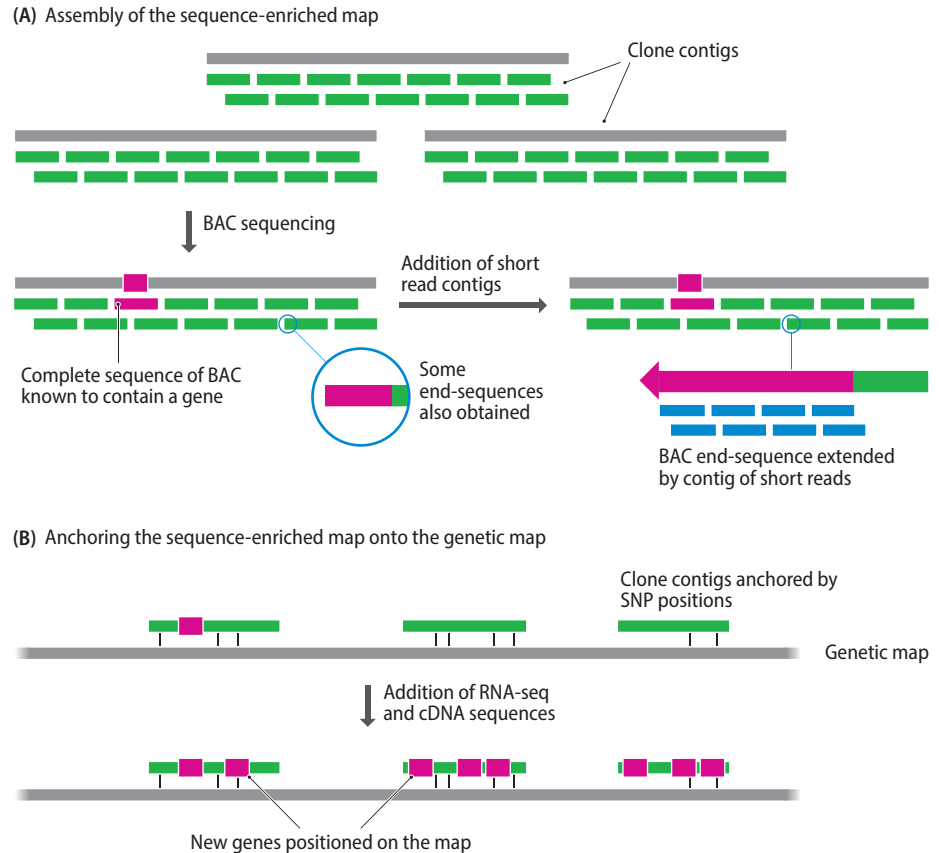 (A) Assembly of the sequence-enriched map
Clone contigs
BAC sequencing
Addition of short
read contigs
Complete sequence of BAC
known to contain a gene
Some
end-sequences
also obtained
BAC end-sequence extended
by contig of short reads
(B) Anchoring the sequence-enriched map onto the genetic map
Clone contigs anchored by
SNP positions
Genetic map
Addition of RNA-seq
and cDNA sequences
New genes positioned on the map